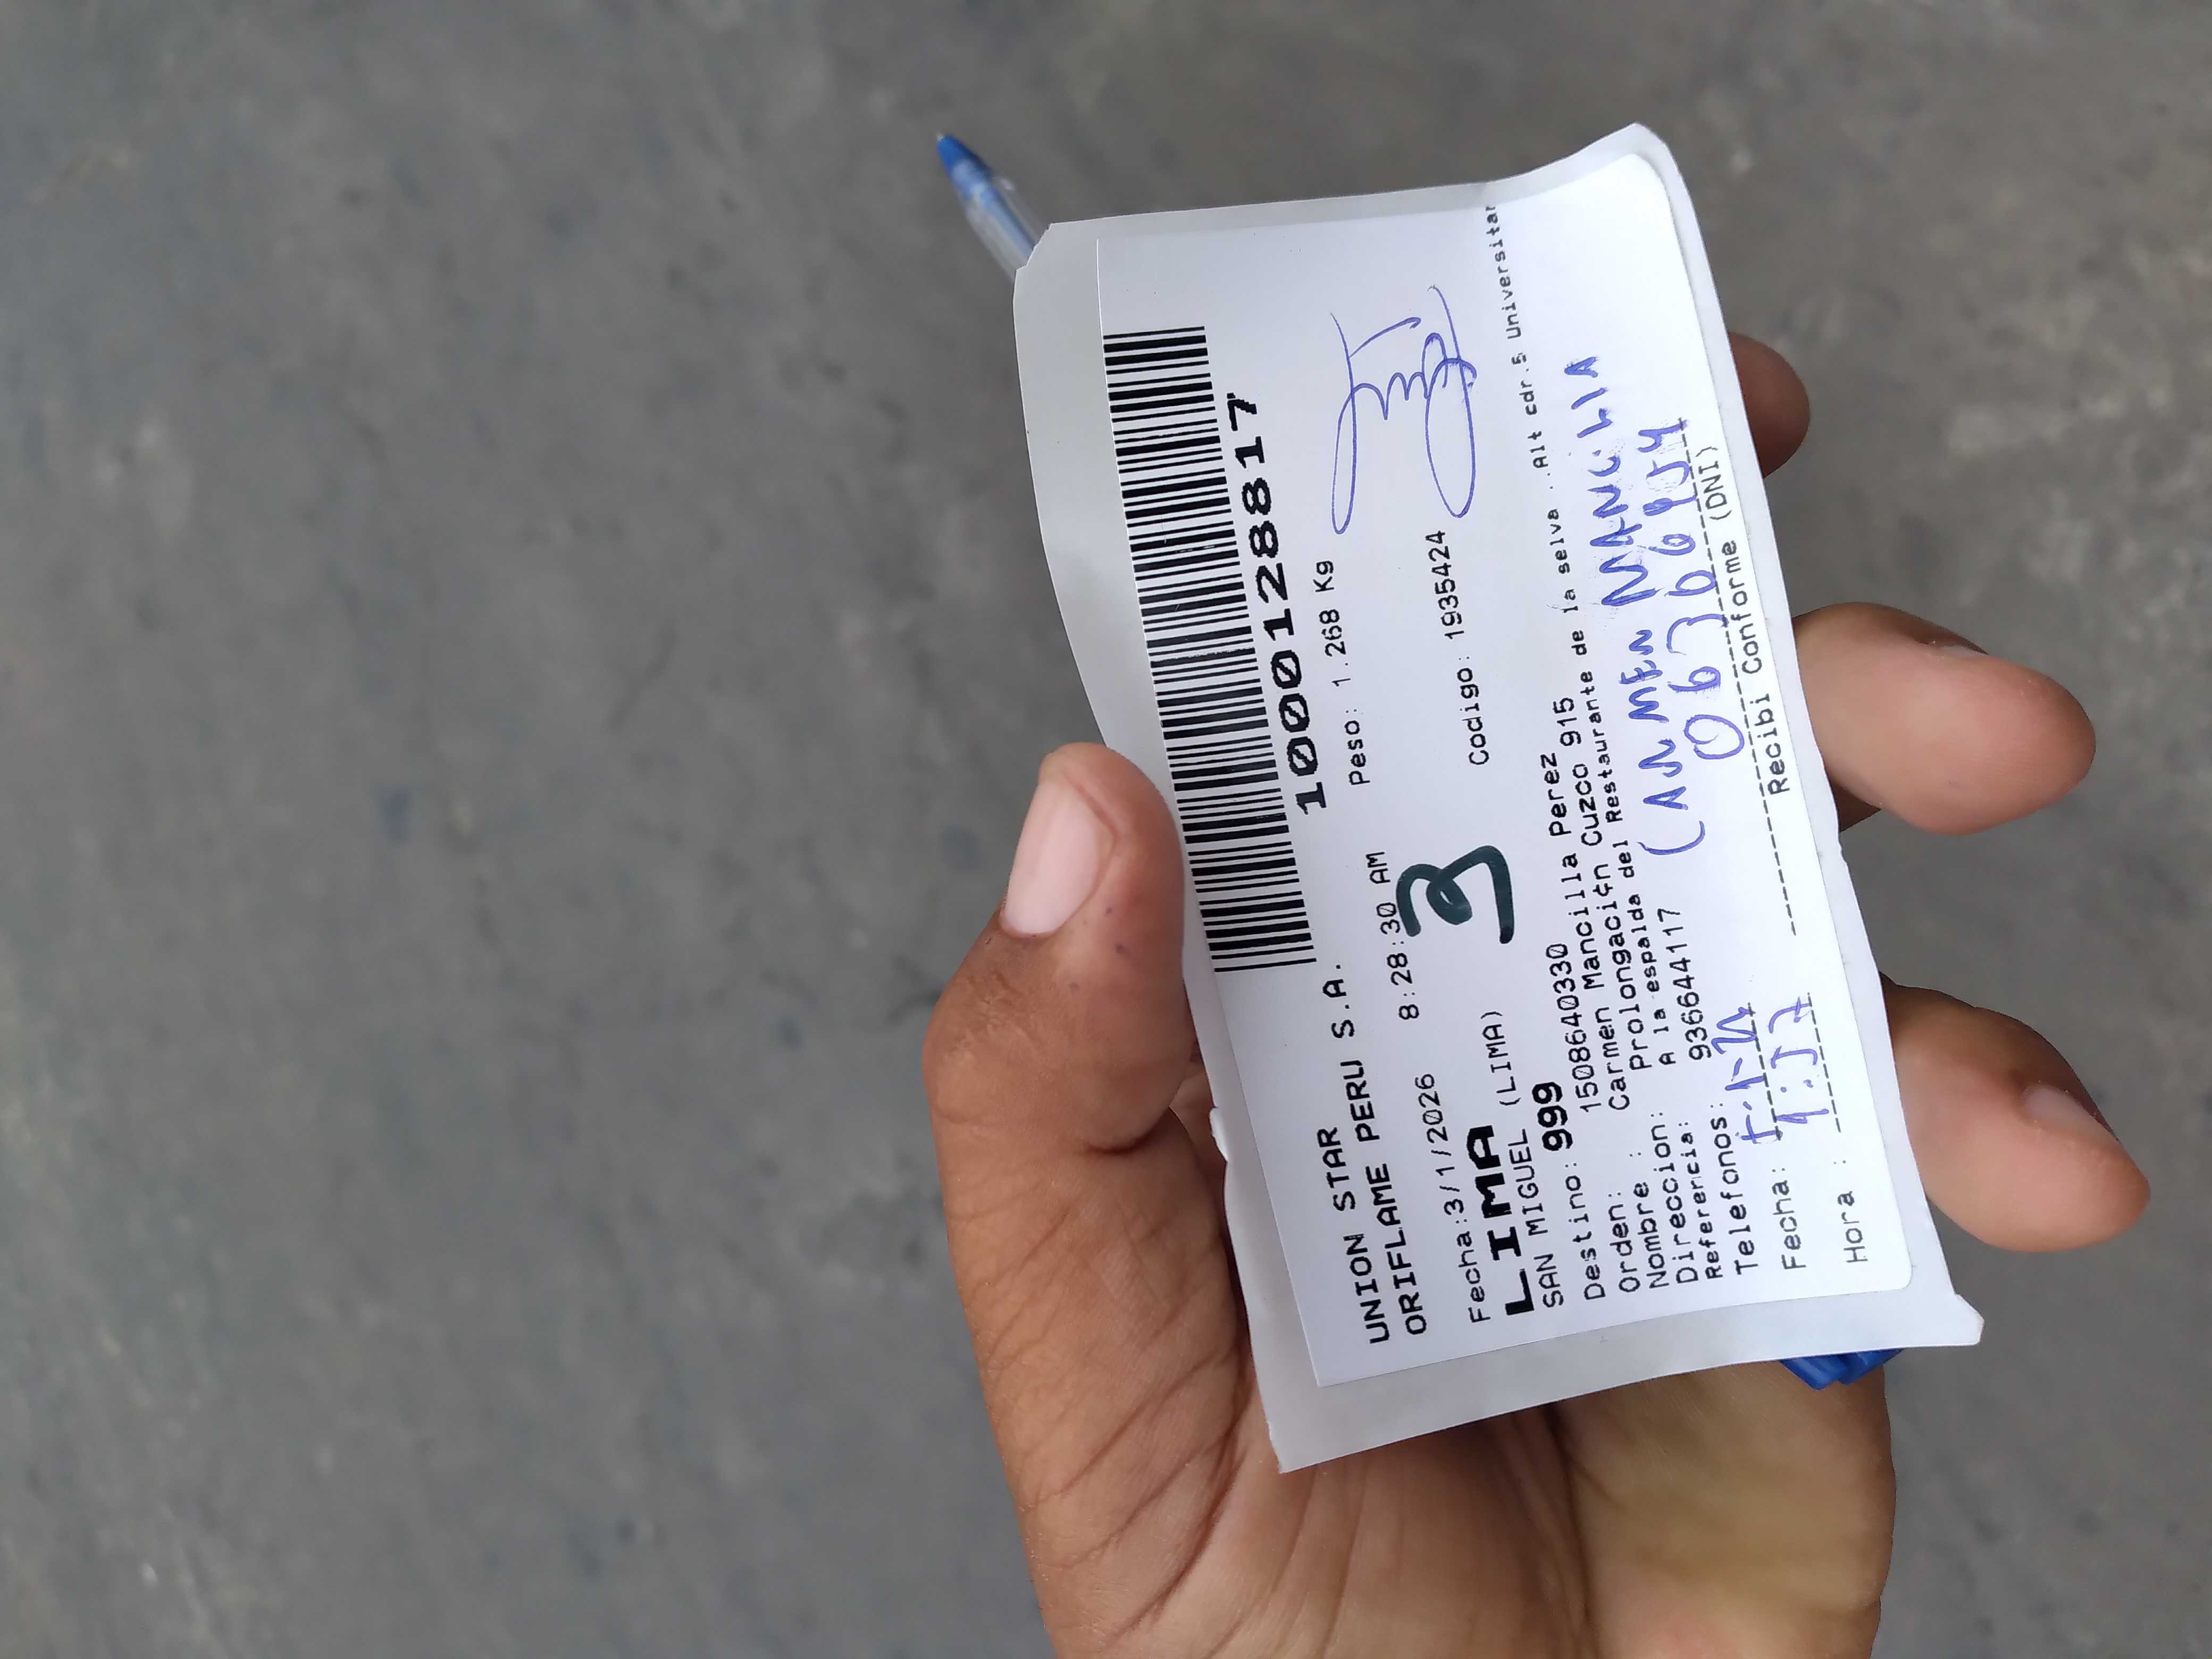 1000128817
UNION STAR
ORIFLAME PERU S.A.
Peso: 1.268 Kg
Fecha:3/1/2026 8:28:30 AM
LIMA
3
SAN MIGUEL (LIMA)
Codigo: 1935424
Destino: 999
Orden: 1508640330
Nombre : Carmen Mancilla Perez
Direccion: Prolongaci¢n Cuzco 915
Referencia: A la espalda del Restaurante de la selva ..Alt cdr.5 Universitar
Telefonos: 936644117
CARMEN MANCILLA
Fecha:
Hora :
Recibi Conforme (DNI)